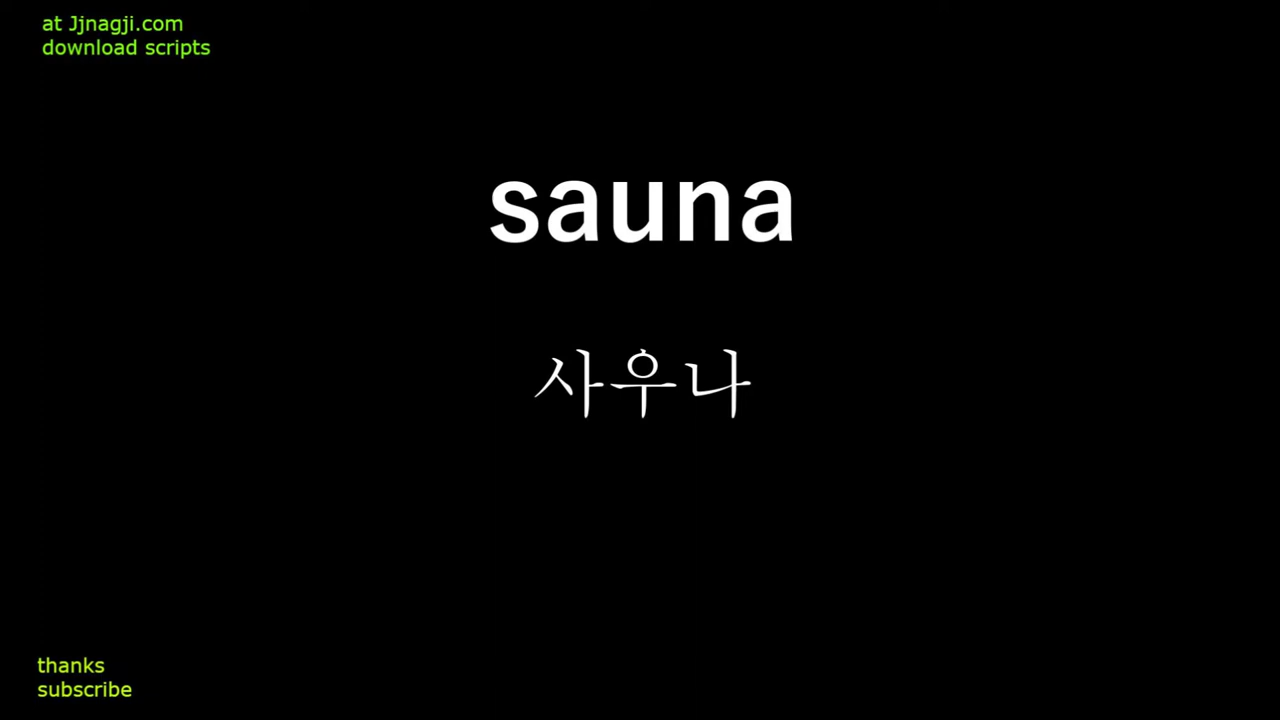 at Jjnagji.com
download scripts
sauna
사우나
thanks
subscribe